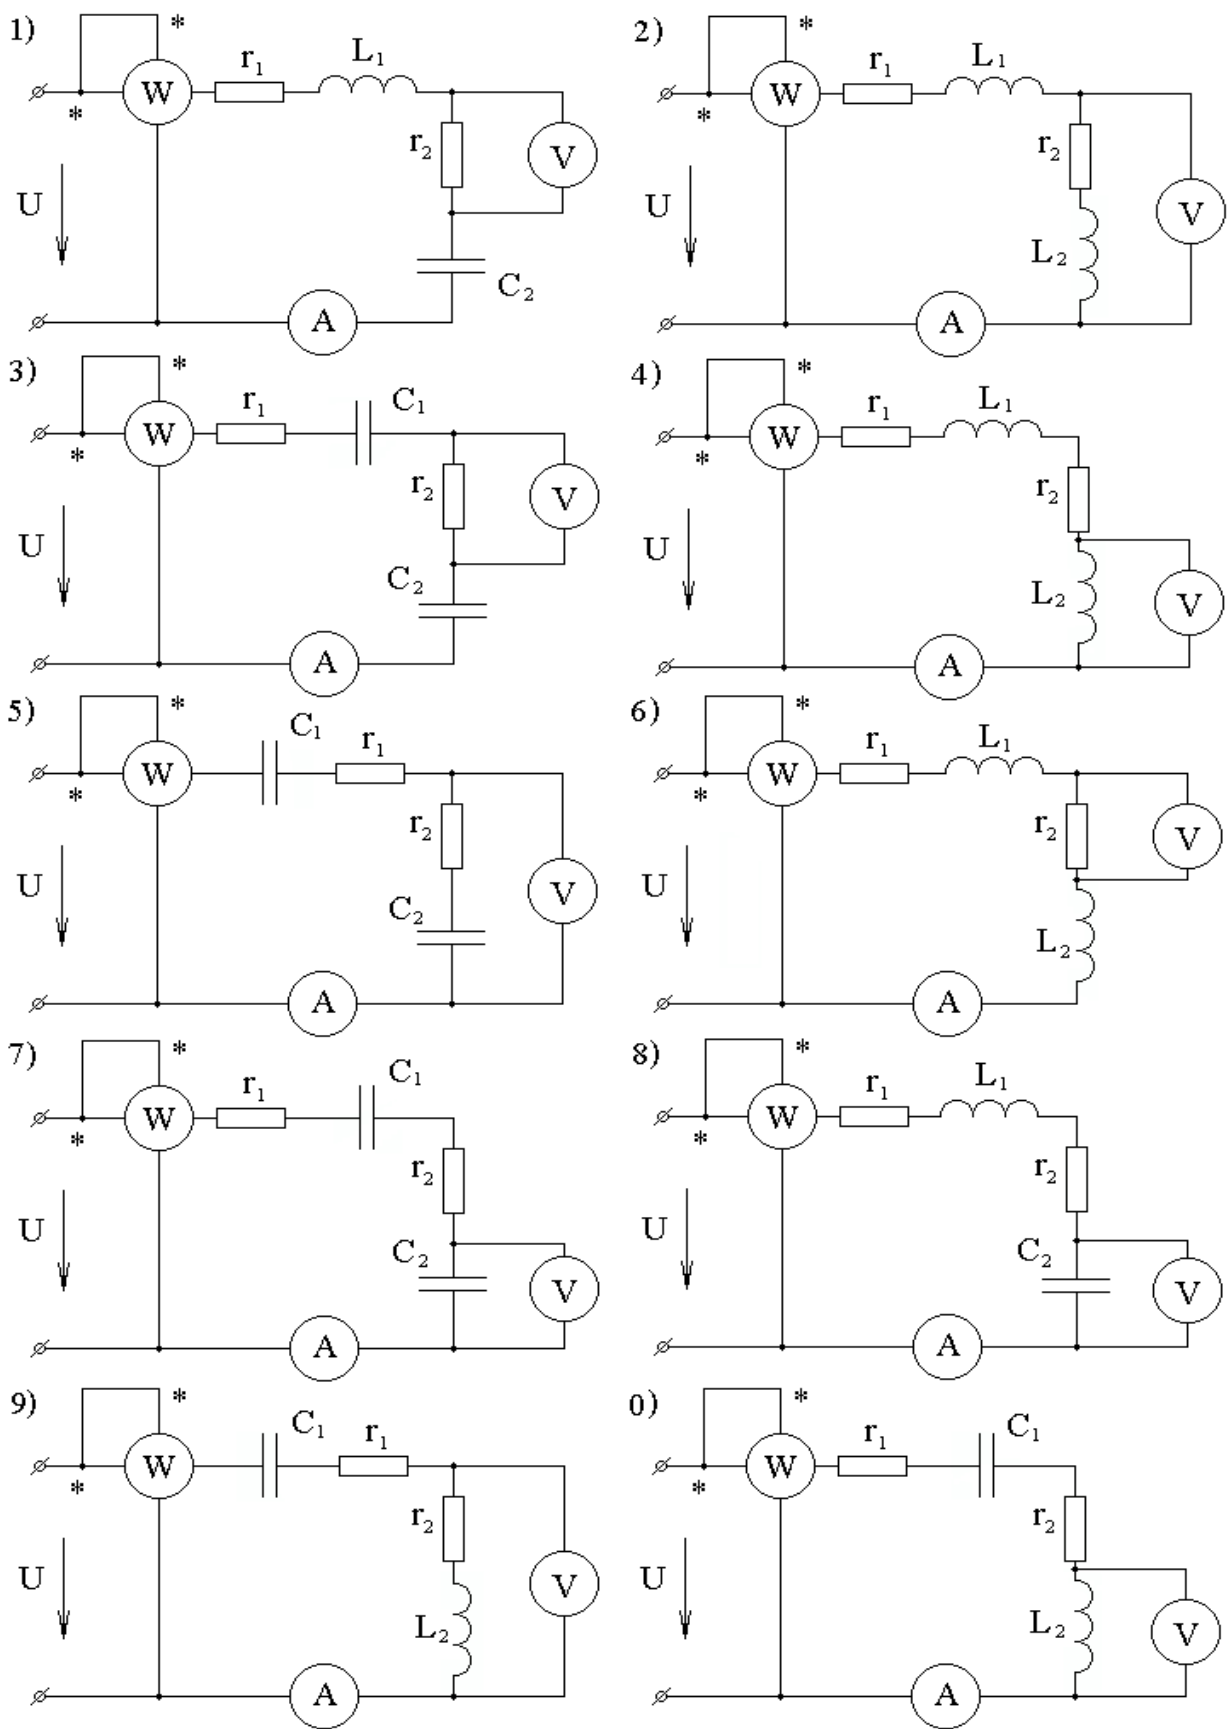 1) * r₁ L₁
* W
r₂ V
U
C₂
A
2) * r₁ L₁
* W
r₂
U V
L₂
A
3) * r₁ C₁
* W
r₂ V
U
C₂
A
4) * r₁ L₁
* W
r₂
U
L₂ V
A
5) * C₁ r₁
* W
r₂
U V
C₂
A
6) * r₁ L₁
* W
r₂ V
U
L₂
A
7) * r₁ C₁
* W
r₂
U
C₂ V
A
8) * r₁ L₁
* W
r₂
U
C₂ V
A
9) * C₁ r₁
* W
r₂
U V
L₂
A
0) * r₁ C₁
* W
r₂
U
L₂ V
A